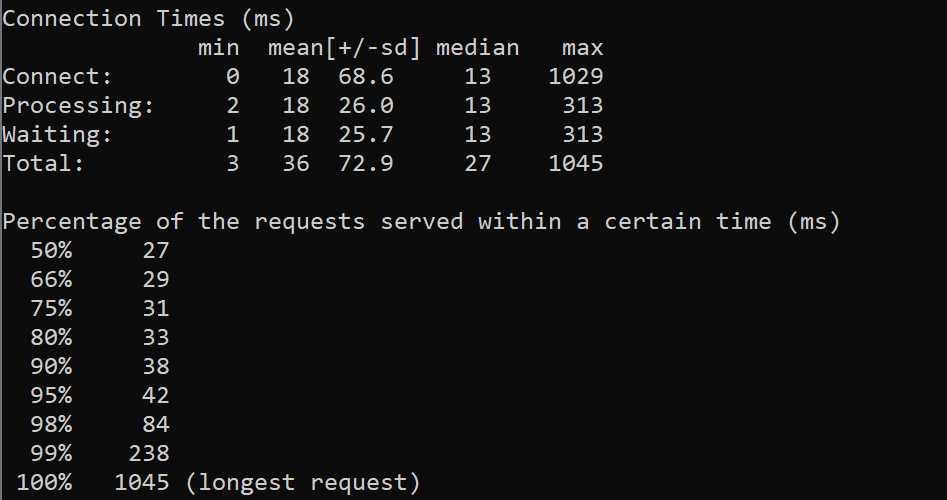 Connection Times (ms)
              min  mean[+/-sd] median   max
Connect:        0   18  68.6     13    1029
Processing:     2   18  26.0     13     313
Waiting:        1   18  25.7     13     313
Total:          3   36  72.9     27    1045

Percentage of the requests served within a certain time (ms)
  50%     27
  66%     29
  75%     31
  80%     33
  90%     38
  95%     42
  98%     84
  99%    238
 100%   1045 (longest request)